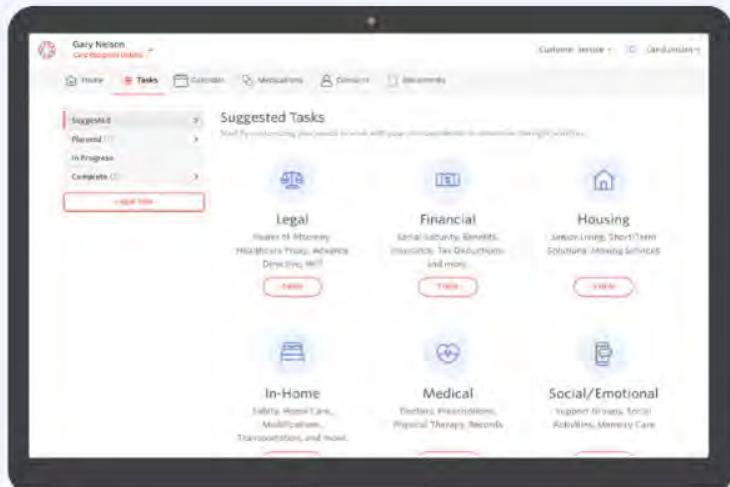 Gary Nelson
Customer Service
Home Tasks Calendar Medications Contacts Documents
Suggested
Planned
In Progress
Complete
Suggested Tasks
Legal
Power of Attorney
Healthcare Proxy, Advance
Directive, Will
Financial
Social Security, Benefits,
Insurance, Tax Deductions
and more
Housing
Senior Living, Short-Term
Solutions, Moving Services
In-Home
Safety, Home Care,
Modifications,
Transportation, and more.
Medical
Doctors, Prescriptions,
Physical Therapy, Records
Social/Emotional
Support Groups, Social
Activities, Memory Care